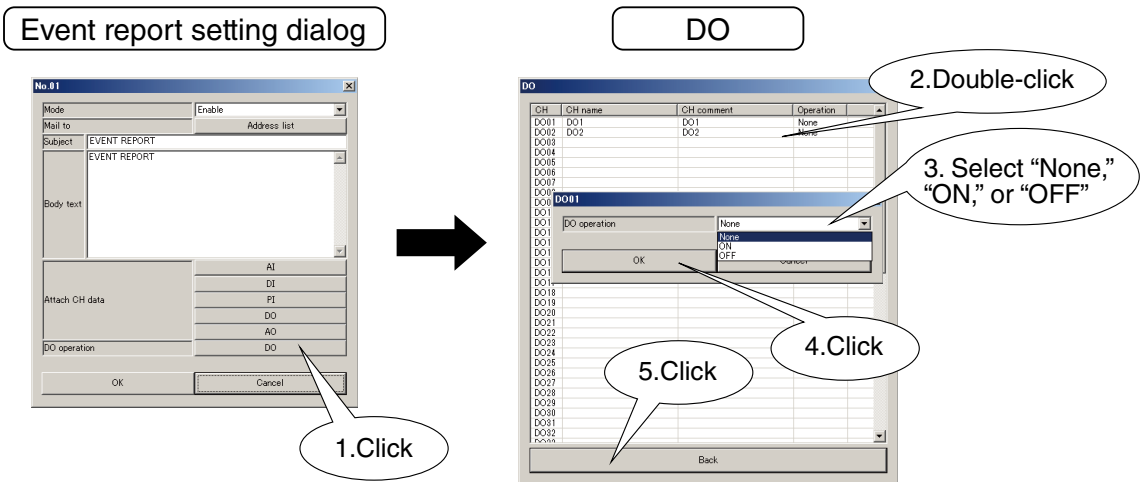 Event report setting dialog
DO
No.01
Mode
Enable
Mail to
Address list
Subject
EVENT REPORT
Body text
EVENT REPORT
Attach CH data
AI
DI
PI
DO
AO
DO operation
DO
OK
Cancel
1.Click
DO
CH CH name CH comment Operation
DO01 DO1 DO1 None
DO02 DO2 DO2 None
DO03
DO04
DO05
DO06
DO07
DO01
DO operation
None
None
ON
OFF
OK
Cancel
DO18
DO19
DO20
DO21
DO22
DO23
DO24
DO25
DO26
DO27
DO28
DO29
DO30
DO31
DO32
Back
2.Double-click
3. Select “None,”
“ON,” or “OFF”
4.Click
5.Click